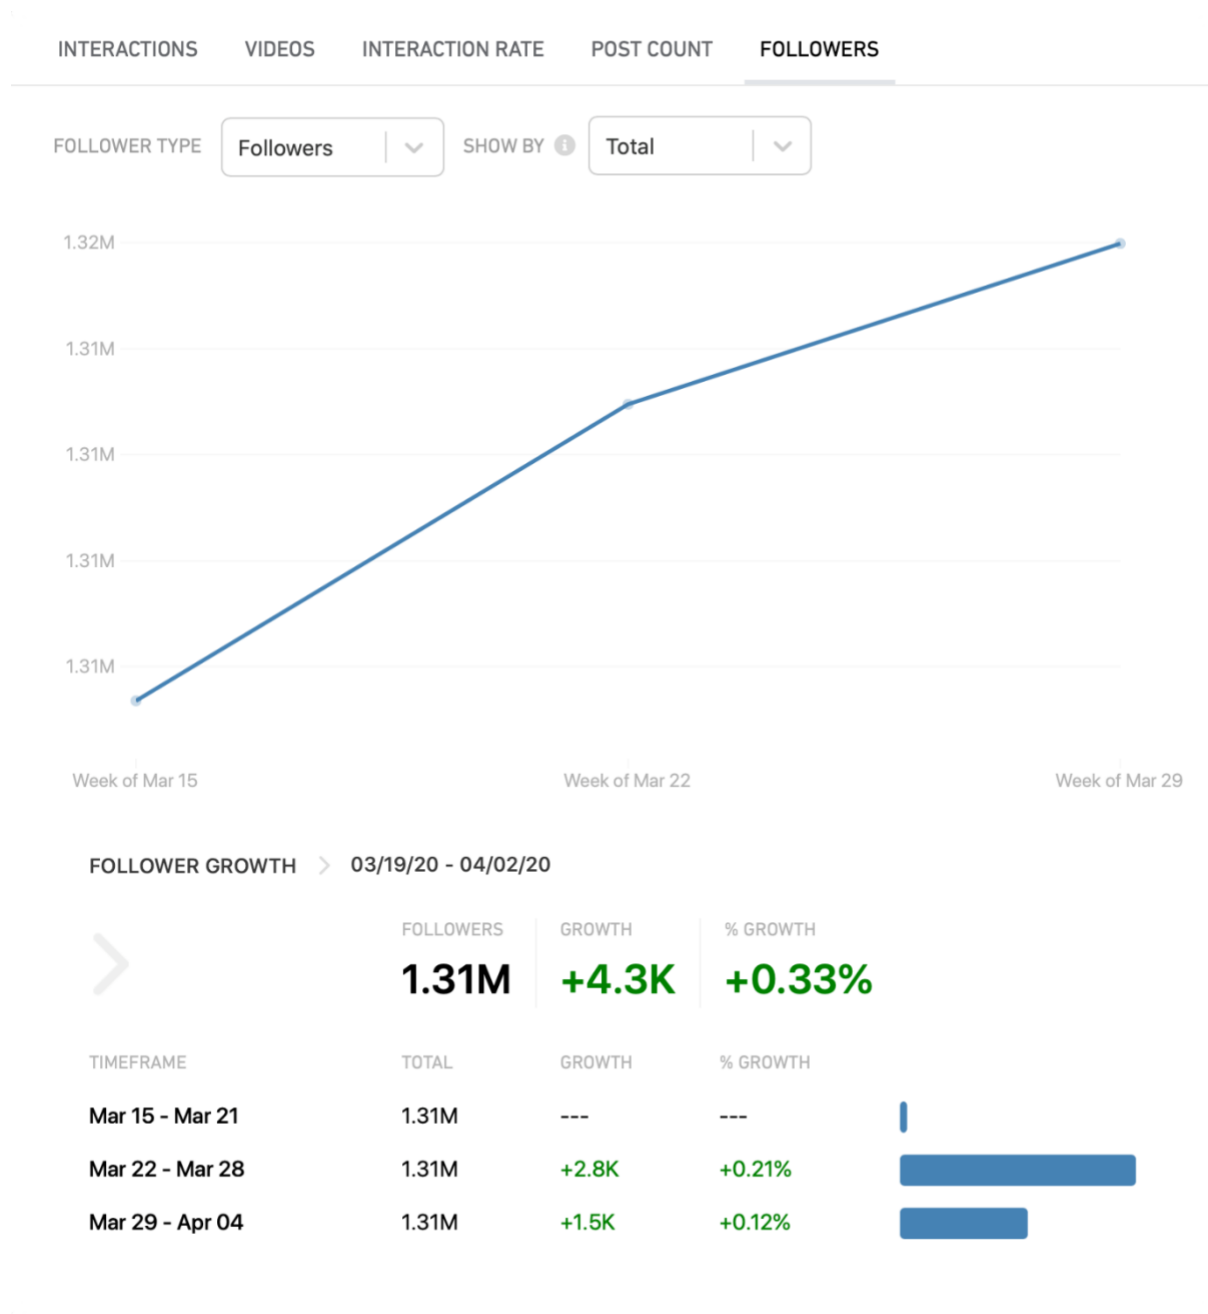 INTERACTIONS VIDEOS INTERACTION RATE POST COUNT FOLLOWERS
FOLLOWER TYPE Followers SHOW BY i Total
1.32M
1.31M
1.31M
1.31M
1.31M
Week of Mar 15 Week of Mar 22 Week of Mar 29
FOLLOWER GROWTH 03/19/20 - 04/02/20
FOLLOWERS GROWTH % GROWTH
1.31M +4.3K +0.33%
TIMEFRAME TOTAL GROWTH % GROWTH
Mar 15 - Mar 21 1.31M --- ---
Mar 22 - Mar 28 1.31M +2.8K +0.21%
Mar 29 - Apr 04 1.31M +1.5K +0.12%